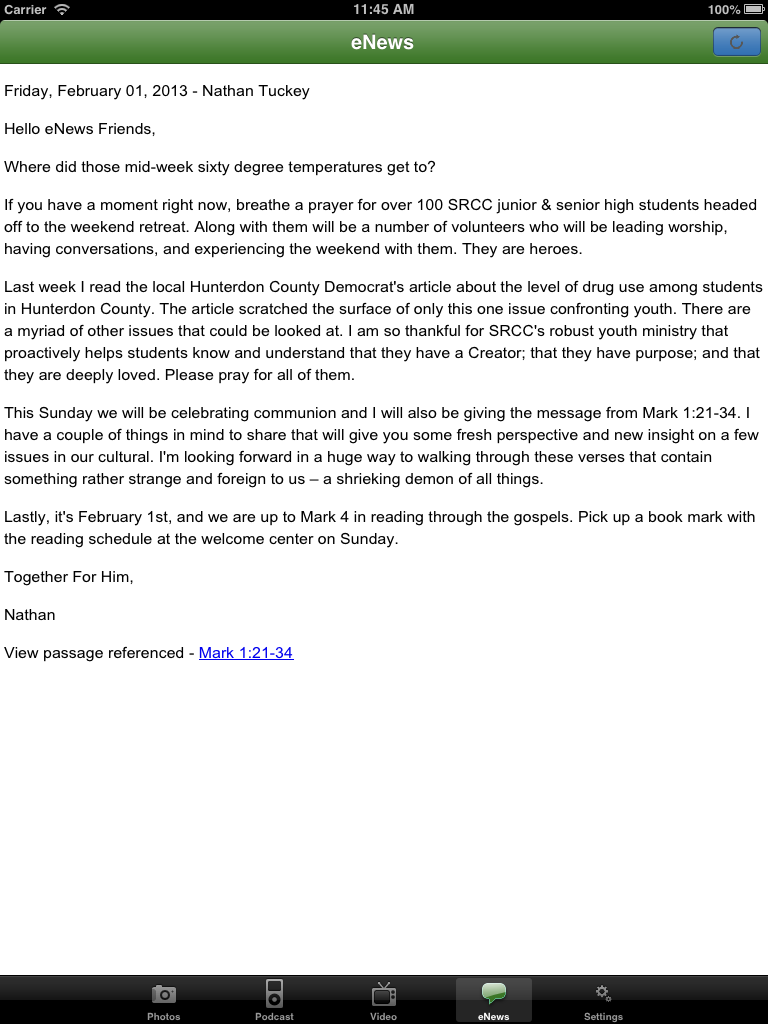 Carrier 11:45 AM 100%
eNews
Friday, February 01, 2013 - Nathan Tuckey
Hello eNews Friends,
Where did those mid-week sixty degree temperatures get to?
If you have a moment right now, breathe a prayer for over 100 SRCC junior & senior high students headed
off to the weekend retreat. Along with them will be a number of volunteers who will be leading worship,
having conversations, and experiencing the weekend with them. They are heroes.
Last week I read the local Hunterdon County Democrat's article about the level of drug use among students
in Hunterdon County. The article scratched the surface of only this one issue confronting youth. There are
a myriad of other issues that could be looked at. I am so thankful for SRCC's robust youth ministry that
proactively helps students know and understand that they have a Creator; that they have purpose; and that
they are deeply loved. Please pray for all of them.
This Sunday we will be celebrating communion and I will also be giving the message from Mark 1:21-34. I
have a couple of things in mind to share that will give you some fresh perspective and new insight on a few
issues in our cultural. I'm looking forward in a huge way to walking through these verses that contain
something rather strange and foreign to us – a shrieking demon of all things.
Lastly, it's February 1st, and we are up to Mark 4 in reading through the gospels. Pick up a book mark with
the reading schedule at the welcome center on Sunday.
Together For Him,
Nathan
View passage referenced - Mark 1:21-34
Photos Podcast Video eNews Settings